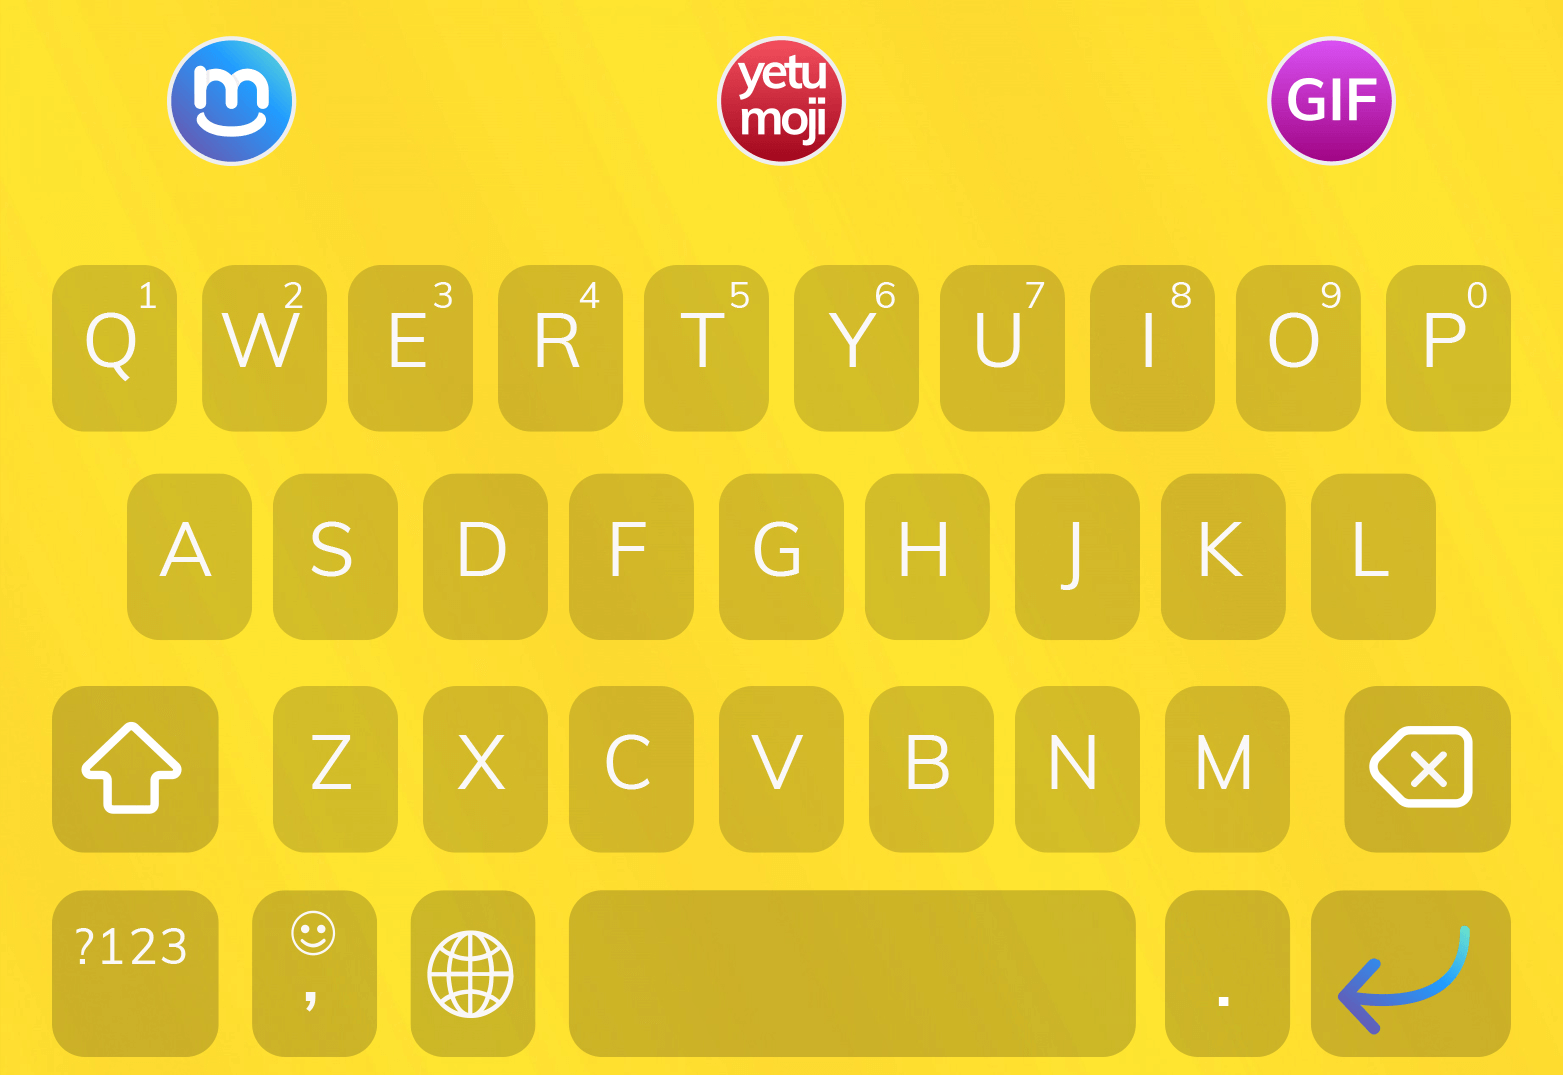 m
yetu
moji
GIF
1 2 3 4 5 6 7 8 9 0
Q W E R T Y U I O P
A S D F G H J K L
Z X C V B N M
?123 , .